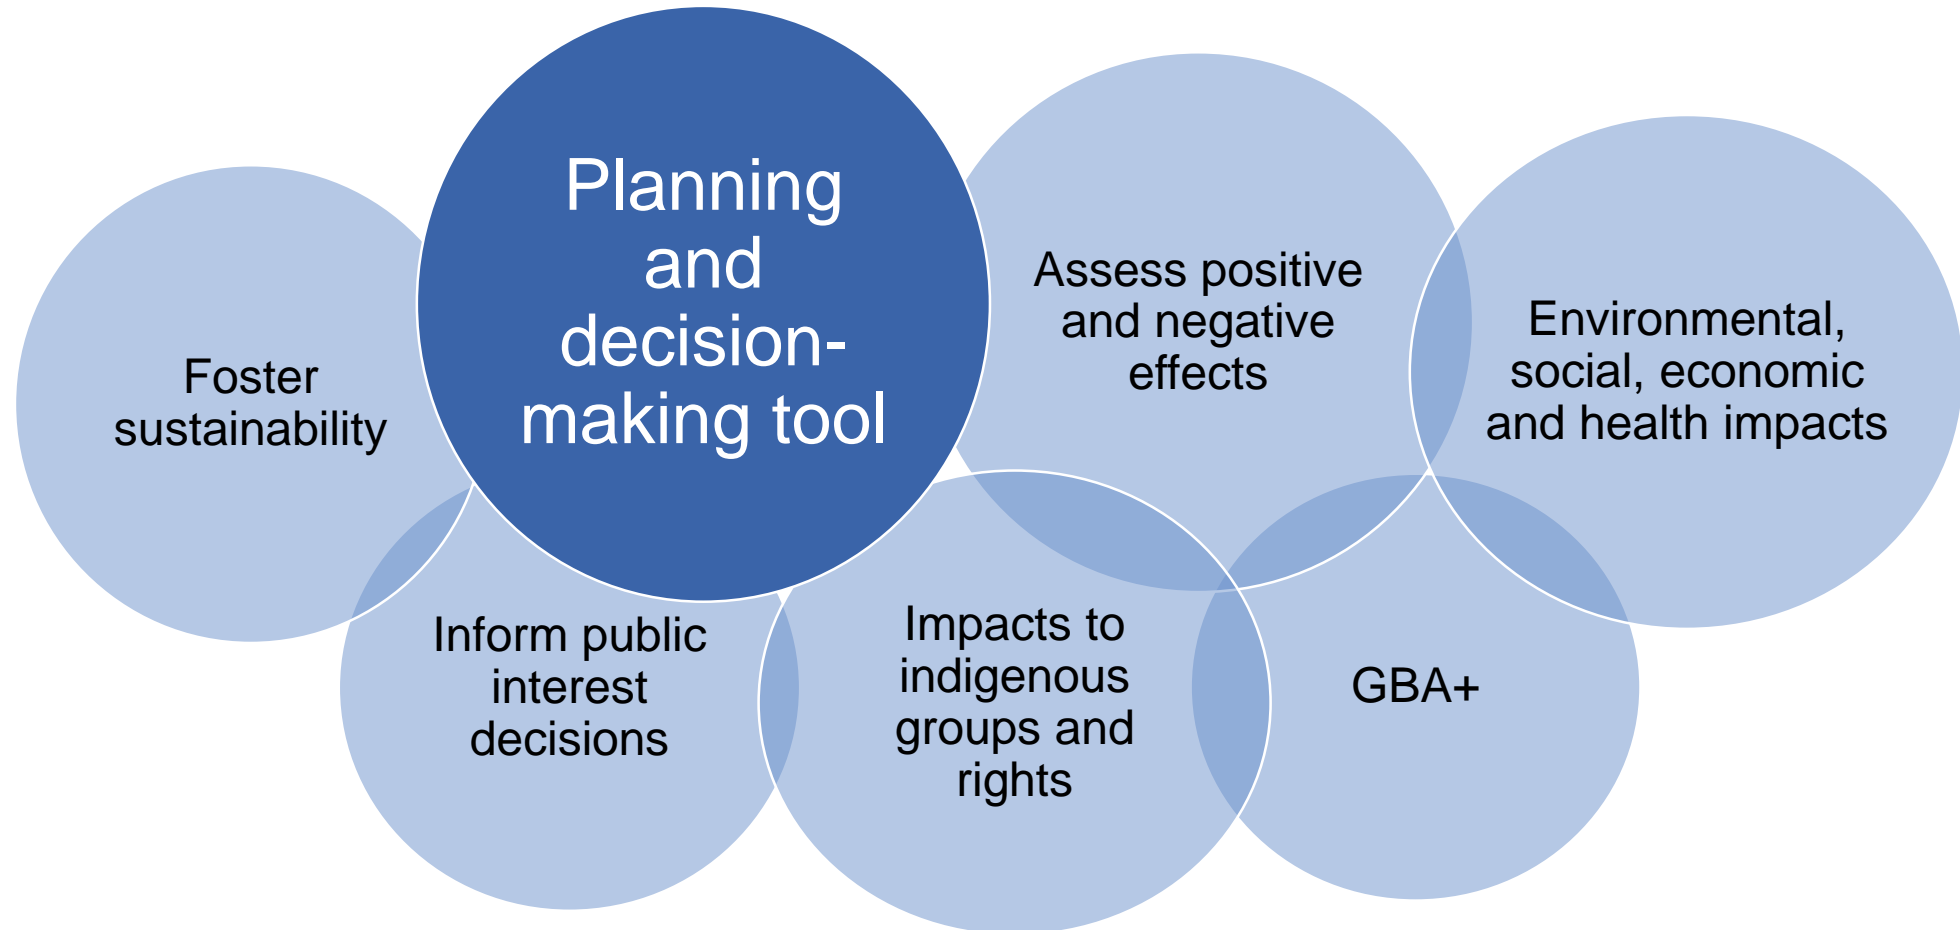 Foster
sustainability
Planning
and
decision-
making tool
Assess positive
and negative
effects
Environmental,
social, economic
and health impacts
Inform public
interest
decisions
Impacts to
indigenous
groups and
rights
GBA+